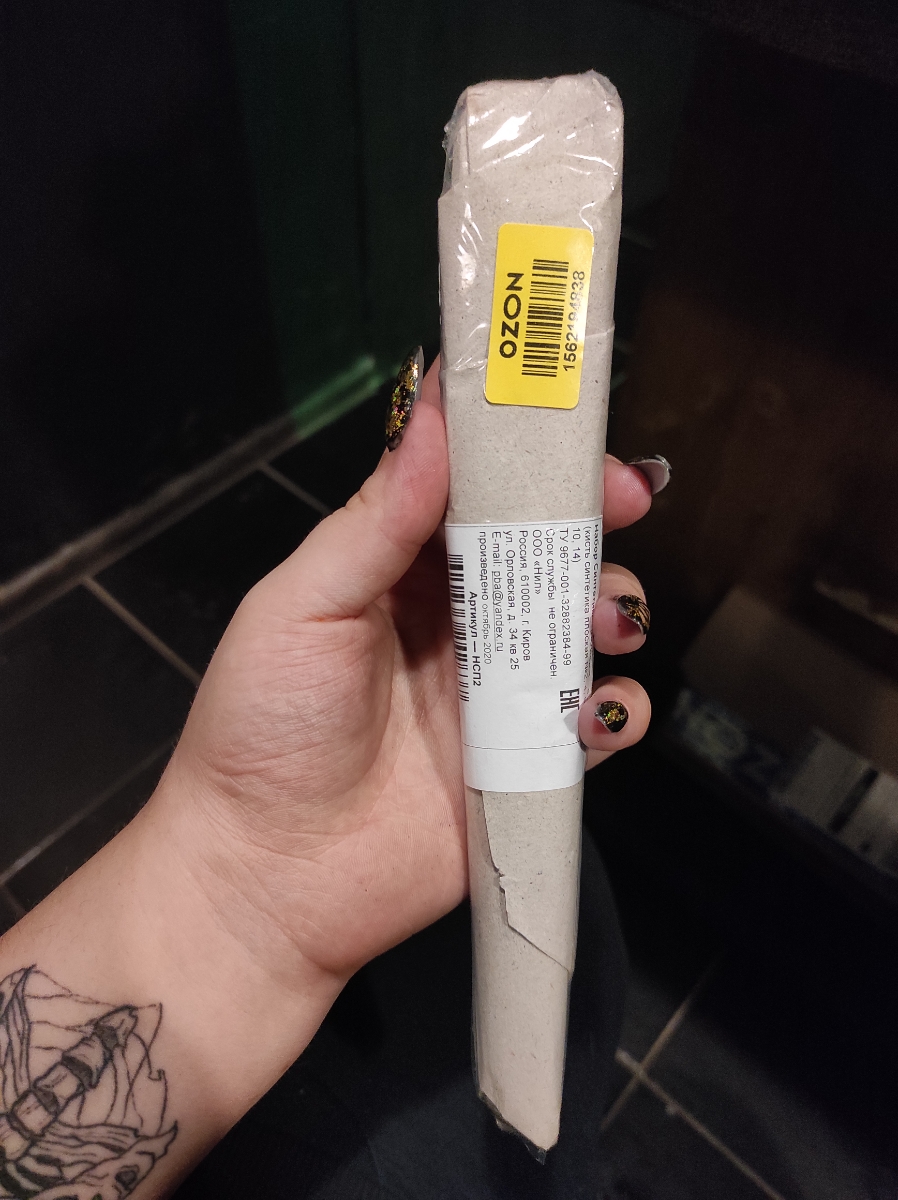 OZON
1562194938
Набор
(кисть синтетика плоская
10, 14)
ТУ 9677-001-32882384-99
Срок службы не ограничен.
ООО «Нил»
Россия, 610002, г. Киров
ул. Орловская, д. 34 кв 25
E-mail: pba@yandex.ru
произведено октябрь 2020
Артикул — НСП2
EAC